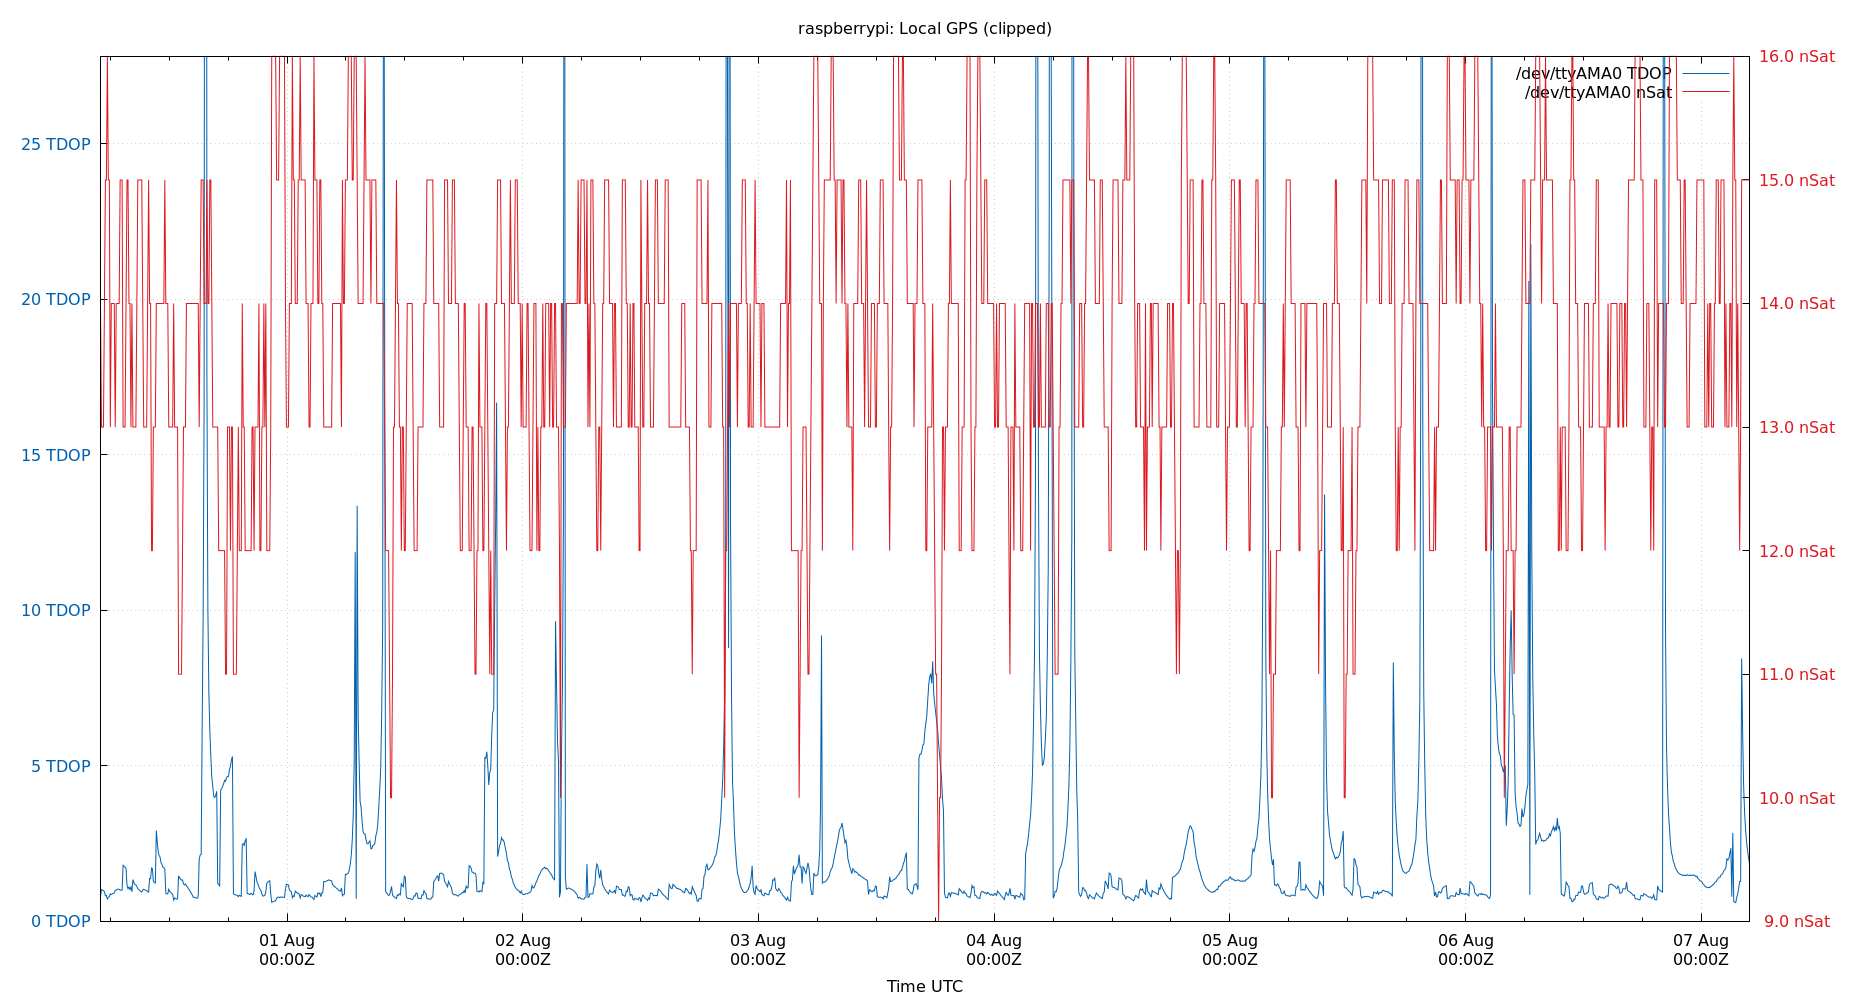 raspberrypi: Local GPS (clipped)
/dev/ttyAMA0 TDOP
/dev/ttyAMA0 nSat
25 TDOP
20 TDOP
15 TDOP
10 TDOP
5 TDOP
0 TDOP
16.0 nSat
15.0 nSat
14.0 nSat
13.0 nSat
12.0 nSat
11.0 nSat
10.0 nSat
9.0 nSat
01 Aug
00:00Z
02 Aug
00:00Z
03 Aug
00:00Z
04 Aug
00:00Z
05 Aug
00:00Z
06 Aug
00:00Z
07 Aug
00:00Z
Time UTC